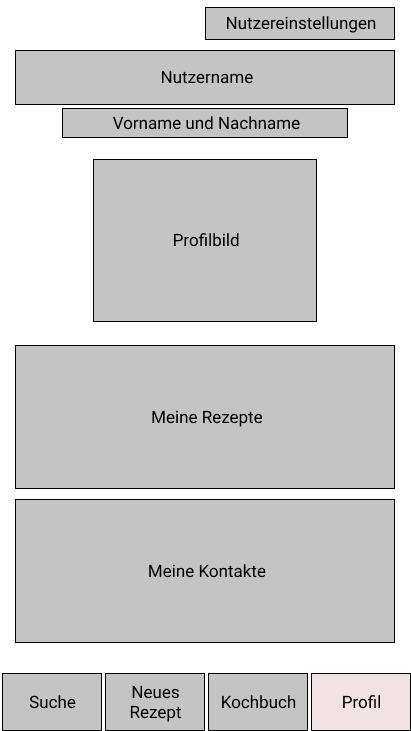 Nutzereinstellungen
Nutzername
Vorname und Nachname
Profilbild
Meine Rezepte
Meine Kontakte
Suche
Neues
Rezept
Kochbuch
Profil